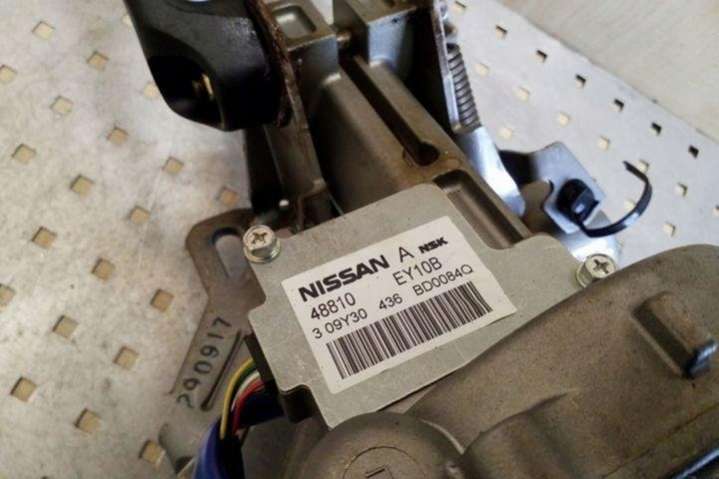 NISSAN A NSK
48810 EY10B
3 09Y30 436 BD0084Q
290917